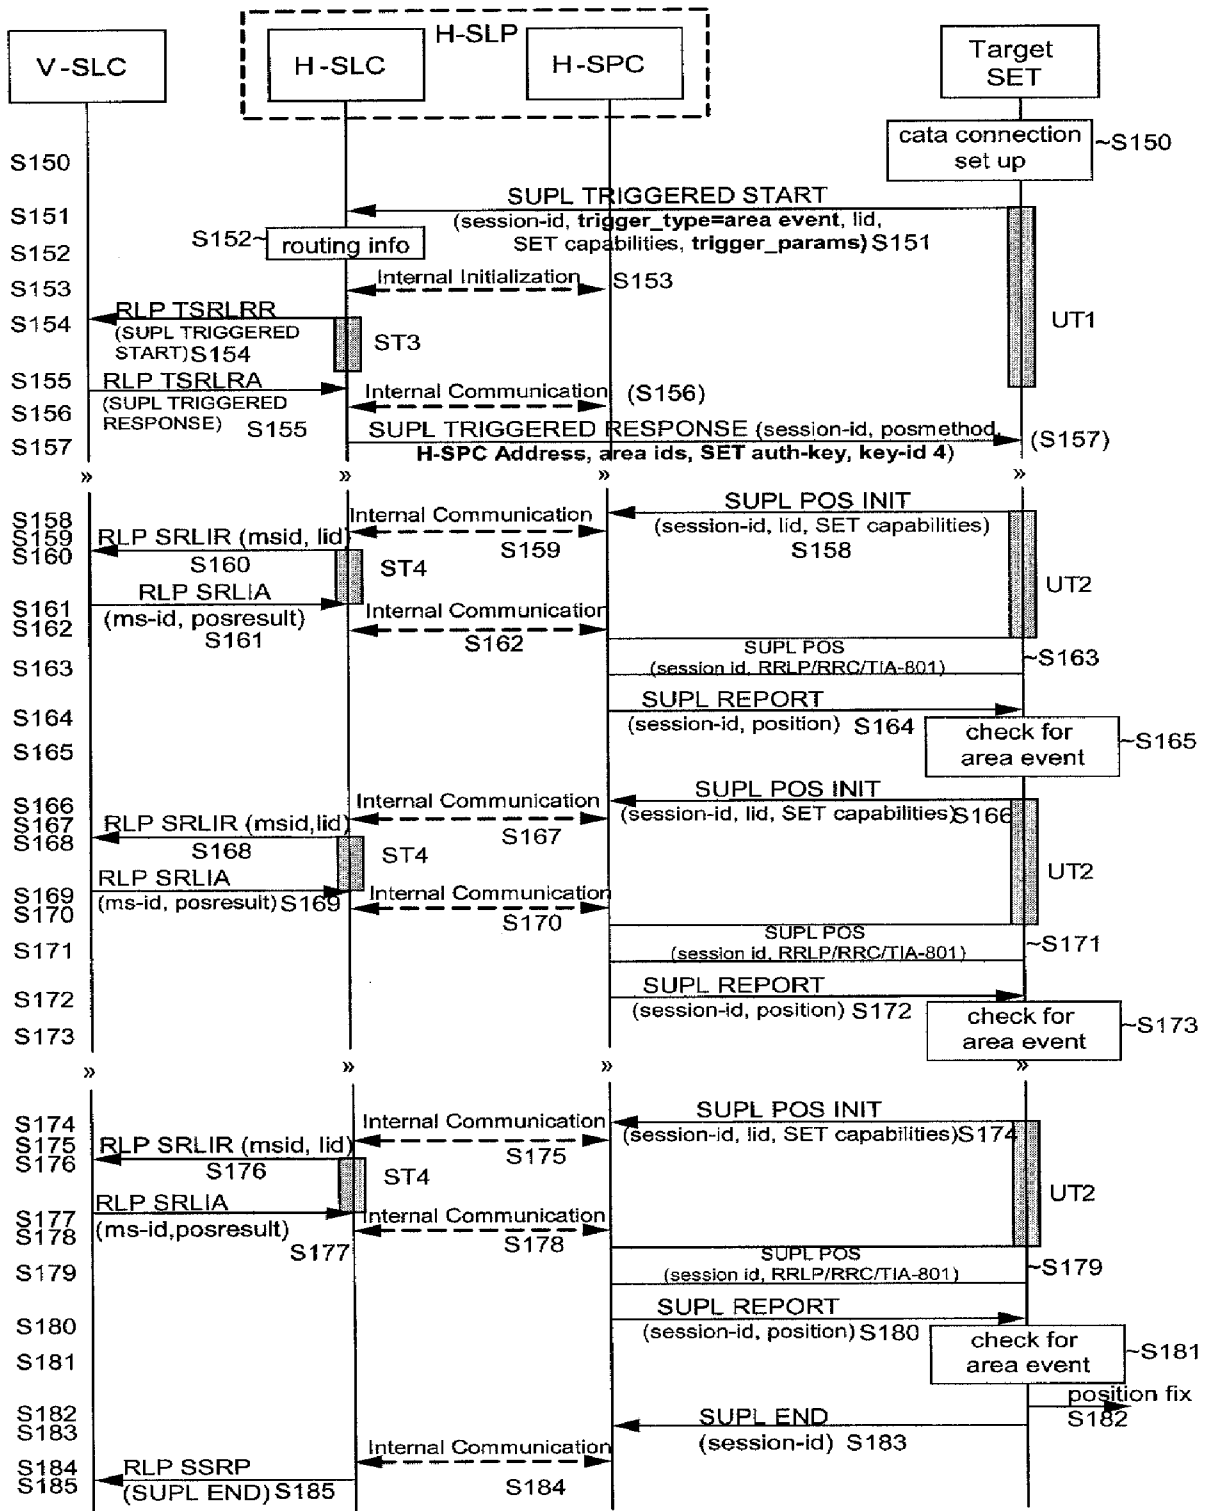 H-SLP
V-SLC
H-SLC
H-SPC
Target
SET
cata connection
set up
~S150
S150
SUPL TRIGGERED START
S151
(session-id, trigger_type=area event, lid,
SET capabilities, trigger_params) S151
S152~
routing info
S152
Internal Initialization
S153
S153
RLP TSRLRR
S154
(SUPL TRIGGERED
START) S154
ST3
UT1
S155
RLP TSRLRA
Internal Communication
(S156)
S156
(SUPL TRIGGERED
RESPONSE)
S155
SUPL TRIGGERED RESPONSE (session-id, posmethod,
(S157)
S157
H-SPC Address, area ids, SET auth-key, key-id 4)
» » » »
SUPL POS INIT
S158
Internal Communication
(session-id, lid, SET capabilities)
S159
RLP SRLIR (msid, lid)
S159
S158
S160
S160
ST4
UT2
RLP SRLIA
S161
Internal Communication
(ms-id, posresult)
S162
S161
S162
SUPL POS
(session id, RRLP/RRC/TIA-801)
~S163
S163
SUPL REPORT
S164
(session-id, position) S164
check for
area event
~S165
S165
SUPL POS INIT
S166
Internal Communication
(session-id, lid, SET capabilities) S166
S167
RLP SRLIR (msid,lid)
S167
S168
S168
ST4
UT2
RLP SRLIA
S169
(ms-id, posresult) S169
Internal Communication
S170
S170
SUPL POS
(session id, RRLP/RRC/TIA-801)
~S171
S171
SUPL REPORT
S172
(session-id, position) S172
check for
area event
~S173
S173
» » » »
SUPL POS INIT
S174
Internal Communication
(session-id, lid, SET capabilities) S174
S175
RLP SRLIR (msid, lid)
S175
S176
S176
ST4
UT2
RLP SRLIA
S177
Internal Communication
(ms-id,posresult)
S178
S177
S178
SUPL POS
(session id, RRLP/RRC/TIA-801)
~S179
S179
SUPL REPORT
S180
(session-id, position) S180
check for
area event
~S181
S181
position fix
S182
S182
SUPL END
S183
(session-id) S183
Internal Communication
S184
RLP SSRP
S184
S185
(SUPL END) S185